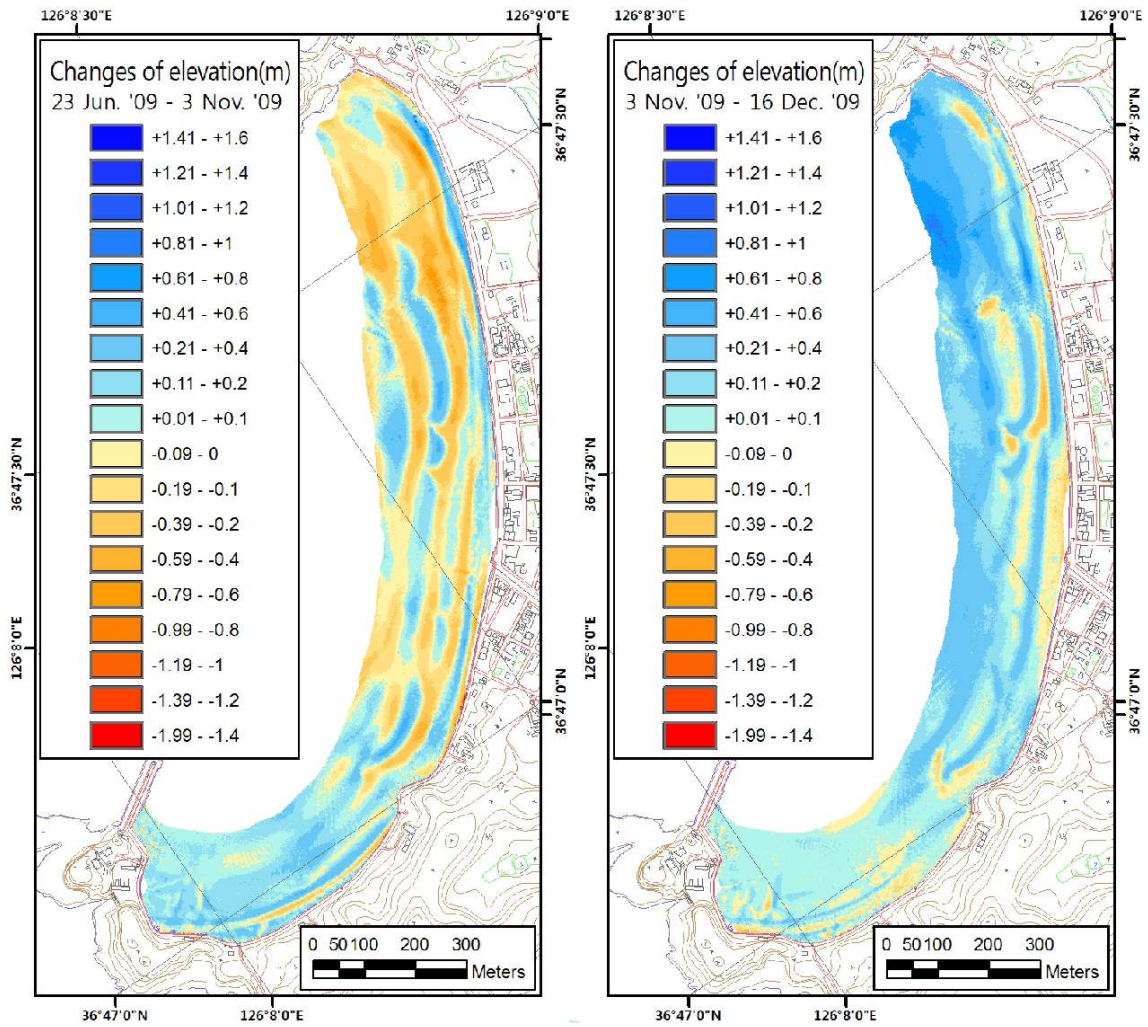 126°8'30"E
126°9'0"E
Changes of elevation(m)
23 Jun. '09 - 3 Nov. '09
+1.41 - +1.6
+1.21 - +1.4
+1.01 - +1.2
+0.81 - +1
+0.61 - +0.8
+0.41 - +0.6
+0.21 - +0.4
+0.11 - +0.2
+0.01 - +0.1
-0.09 - 0
-0.19 - -0.1
-0.39 - -0.2
-0.59 - -0.4
-0.79 - -0.6
-0.99 - -0.8
-1.19 - -1
-1.39 - -1.2
-1.99 - -1.4
36°47'30"N
36°47'30"N
126°8'0"E
36°47'0"N
0 50 100 200 300
Meters
36°47'0"N
126°8'0"E
126°8'30"E
126°9'0"E
Changes of elevation(m)
3 Nov. '09 - 16 Dec. '09
+1.41 - +1.6
+1.21 - +1.4
+1.01 - +1.2
+0.81 - +1
+0.61 - +0.8
+0.41 - +0.6
+0.21 - +0.4
+0.11 - +0.2
+0.01 - +0.1
-0.09 - 0
-0.19 - -0.1
-0.39 - -0.2
-0.59 - -0.4
-0.79 - -0.6
-0.99 - -0.8
-1.19 - -1
-1.39 - -1.2
-1.99 - -1.4
36°47'30"N
36°47'30"N
126°8'0"E
36°47'0"N
0 50 100 200 300
Meters
36°47'0"N
126°8'0"E